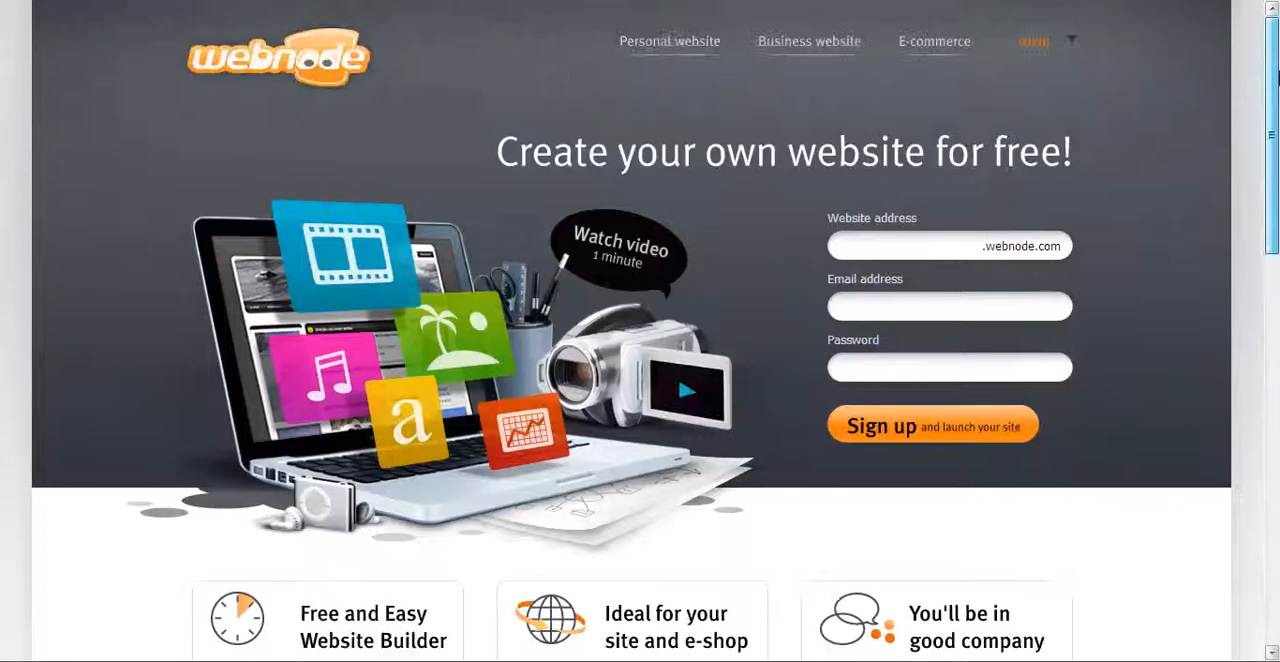 webnode
Personal website
Business website
E-commerce
Create your own website for free!
Website address
.webnode.com
Email address
Password
Sign up and launch your site
Watch video
1 minute
a
Free and Easy
Website Builder
Ideal for your
site and e-shop
You'll be in
good company